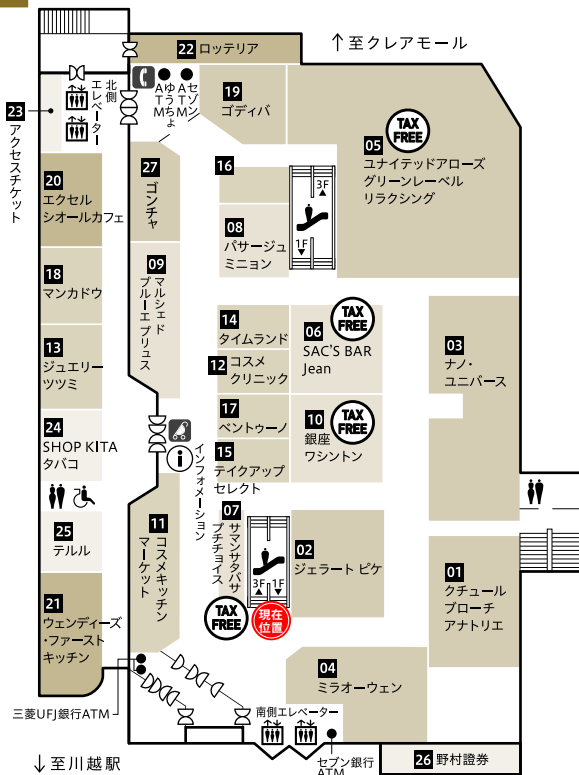 22 ロッテリア
↑至クレアモール
北側
エレベーター
ゆうちょ
ATM
セゾン
ATM
23
アクセスチケット
19
ゴディバ
TAX
FREE
05
ユナイテッドアローズ
グリーンレーベル
リラクシング
20
エクセル
シオールカフェ
27
ゴンチャ
16
3F
1F
08
パサージュ
ミニョン
18
マンカドウ
09
マルシェド
ブルーエプリュス
14
タイムランド
TAX
FREE
06
SAC'S BAR
Jean
03
ナノ・
ユニバース
13
ジュエリー
ツツミ
12 コスメ
クリニック
17
ベントゥーノ
TAX
FREE
10
銀座
ワシントン
24
SHOP KITA
タバコ
i
インフォメーション
15
テイクアップ
セレクト
25
テルル
11
コスメキッチン
マーケット
07
サマンサタバサ
プチチョイス
3F 1F
TAX
FREE
現在
位置
02
ジェラート ピケ
01
クチュール
ブローチ
アナトリエ
21
ウェンディーズ
・ファースト
キッチン
04
ミラオーウェン
三菱UFJ銀行ATM
南側エレベーター
セブン銀行
ATM
26 野村證券
↓至川越駅